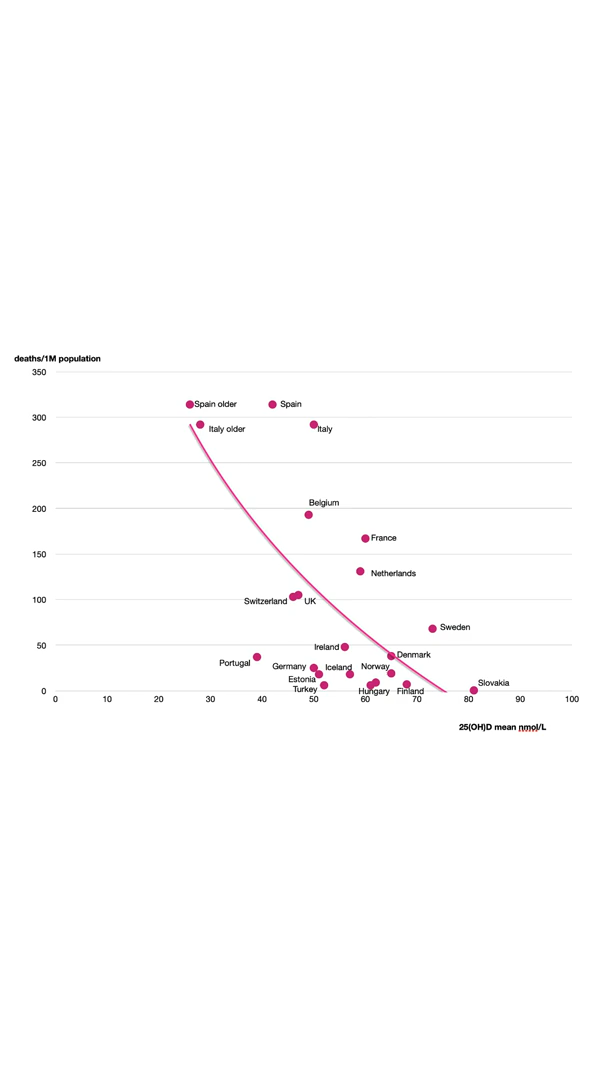 deaths/1M population
350
300
250
200
150
100
50
0
Spain older
Spain
Italy older
Italy
Belgium
France
Netherlands
Switzerland
UK
Sweden
Ireland
Denmark
Portugal
Germany
Iceland
Norway
Estonia
Turkey
Hungary
Finland
Slovakia
0 10 20 30 40 50 60 70 80 90 100
25(OH)D mean nmol/L